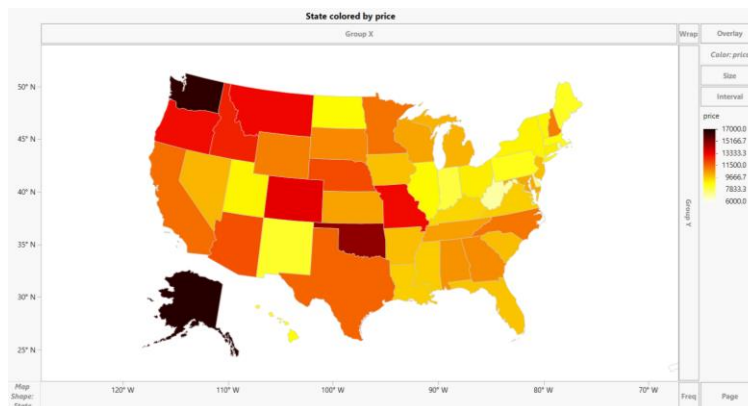 State colored by price
Group X
Wrap
Overlay
Color: price
Size
Interval
price
17000.0
15166.7
13333.3
11500.0
9666.7
7833.3
6000.0
50° N
45° N
40° N
35° N
30° N
25° N
Group Y
120° W
110° W
100° W
90° W
80° W
70° W
Map
Shape:
State
Freq
Page